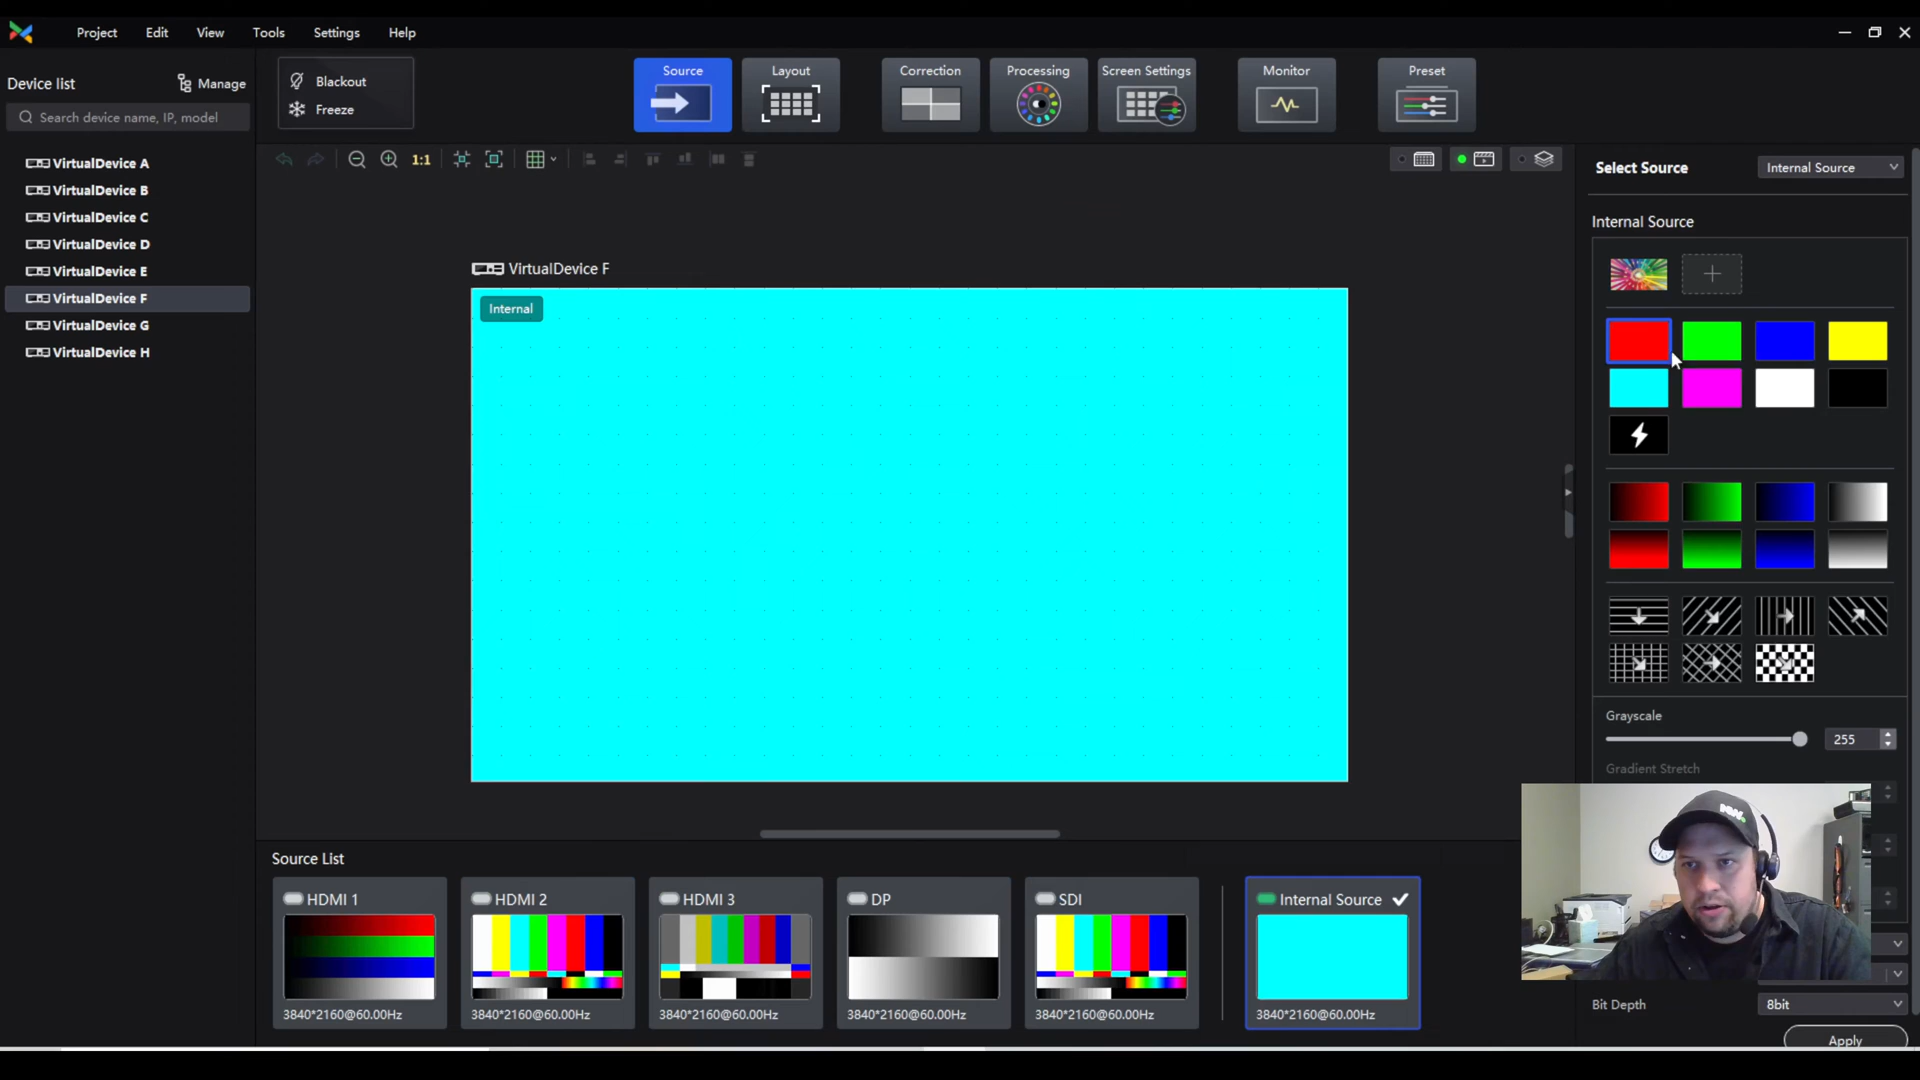 Project Edit View Tools Settings Help
Device list Manage
Search device name, IP, model
VirtualDevice A
VirtualDevice B
VirtualDevice C
VirtualDevice D
VirtualDevice E
VirtualDevice F
VirtualDevice G
VirtualDevice H
Blackout
Freeze
Source Layout Correction Processing Screen Settings Monitor Preset
1:1
VirtualDevice F
Internal
Select Source Internal Source
Internal Source
Grayscale
255
Gradient Stretch
Bit Depth 8bit
Apply
Source List
HDMI 1 HDMI 2 HDMI 3 DP SDI Internal Source
3840*2160@60.00Hz 3840*2160@60.00Hz 3840*2160@60.00Hz 3840*2160@60.00Hz 3840*2160@60.00Hz 3840*2160@60.00Hz